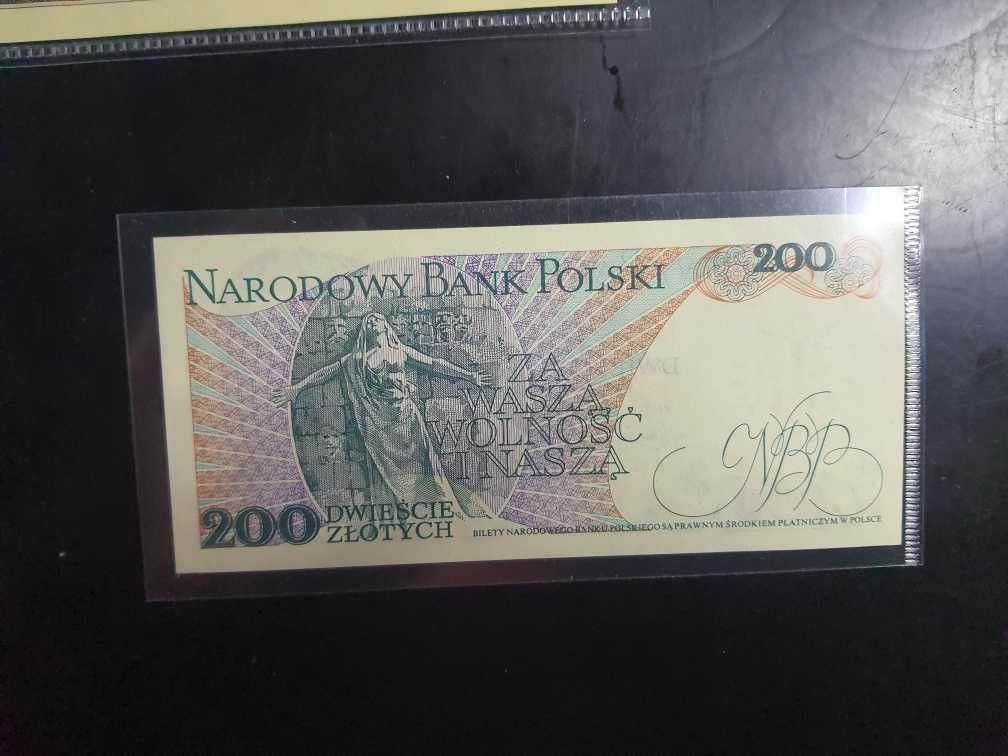 NARODOWY BANK POLSKI
200
ZA
WASZĄ
WOLNOŚĆ
I NASZĄ
NBP
200 DWIEŚCIE
ZŁOTYCH
BILETY NARODOWEGO BANKU POLSKIEGO SĄ PRAWNYM ŚRODKIEM PŁATNICZYM W POLSCE